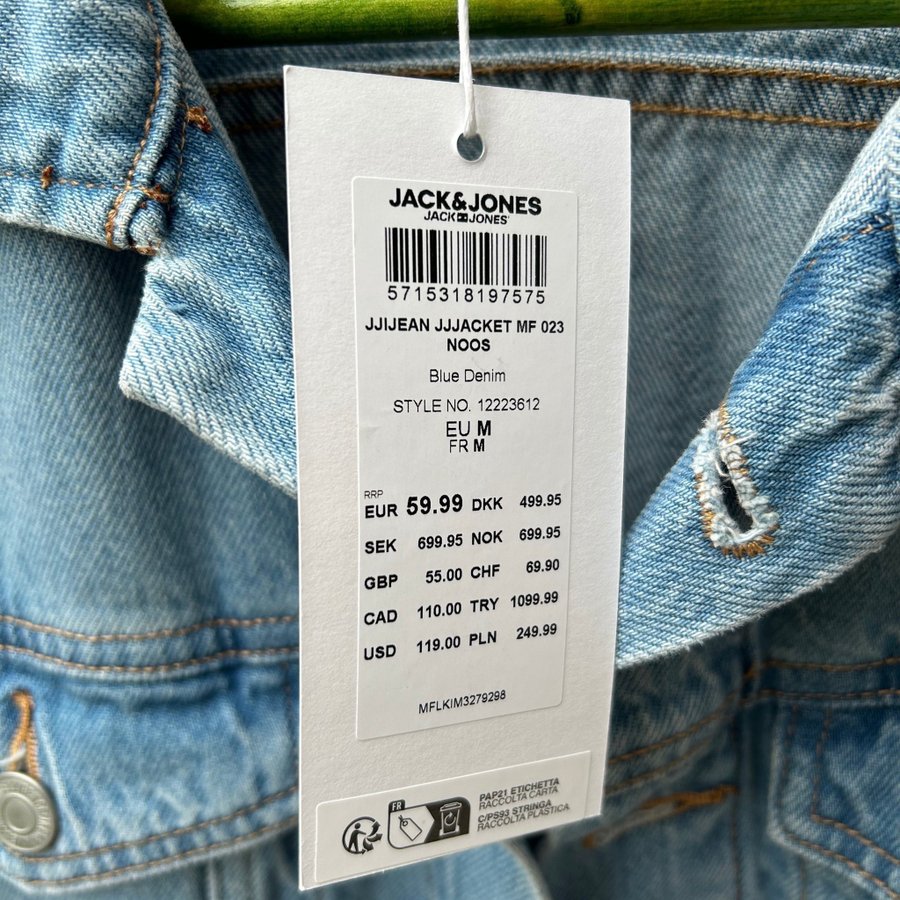 JACK&JONES
JACK JONES
5715318197575
JJIJEAN JJJACKET MF 023
NOOS
Blue Denim
STYLE NO. 12223612
EU M
FR M
RRP
EUR 59.99 DKK 499.95
SEK 699.95 NOK 699.95
GBP 55.00 CHF 69.90
CAD 110.00 TRY 1099.99
USD 119.00 PLN 249.99
MFLKIM3279298
FR
PAP21 ETICHETTA
RACCOLTA CARTA
C/PS93 STRINGA
RACCOLTA PLASTICA